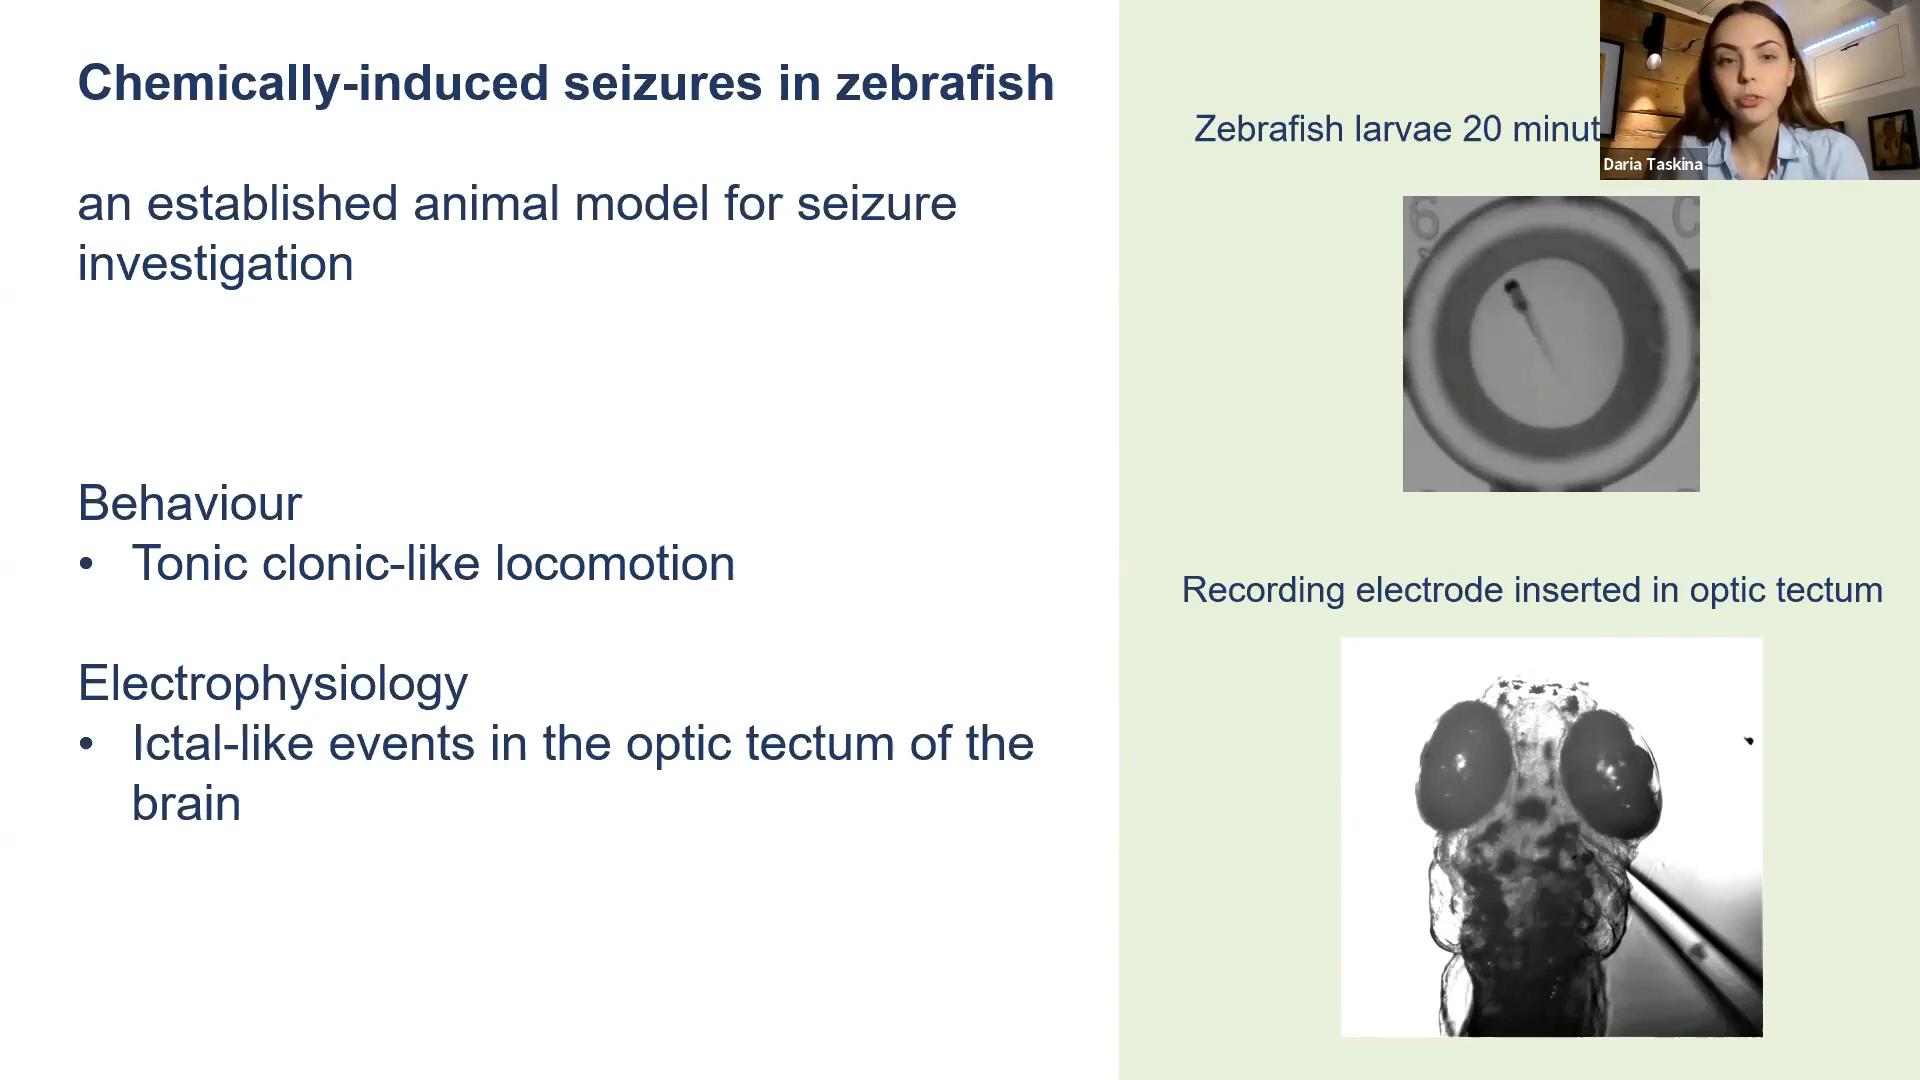 Chemically-induced seizures in zebrafish
an established animal model for seizure
investigation
Behaviour
• Tonic clonic-like locomotion
Electrophysiology
• Ictal-like events in the optic tectum of the
brain
Zebrafish larvae 20 minut
6
C
Recording electrode inserted in optic tectum
Daria Taskina